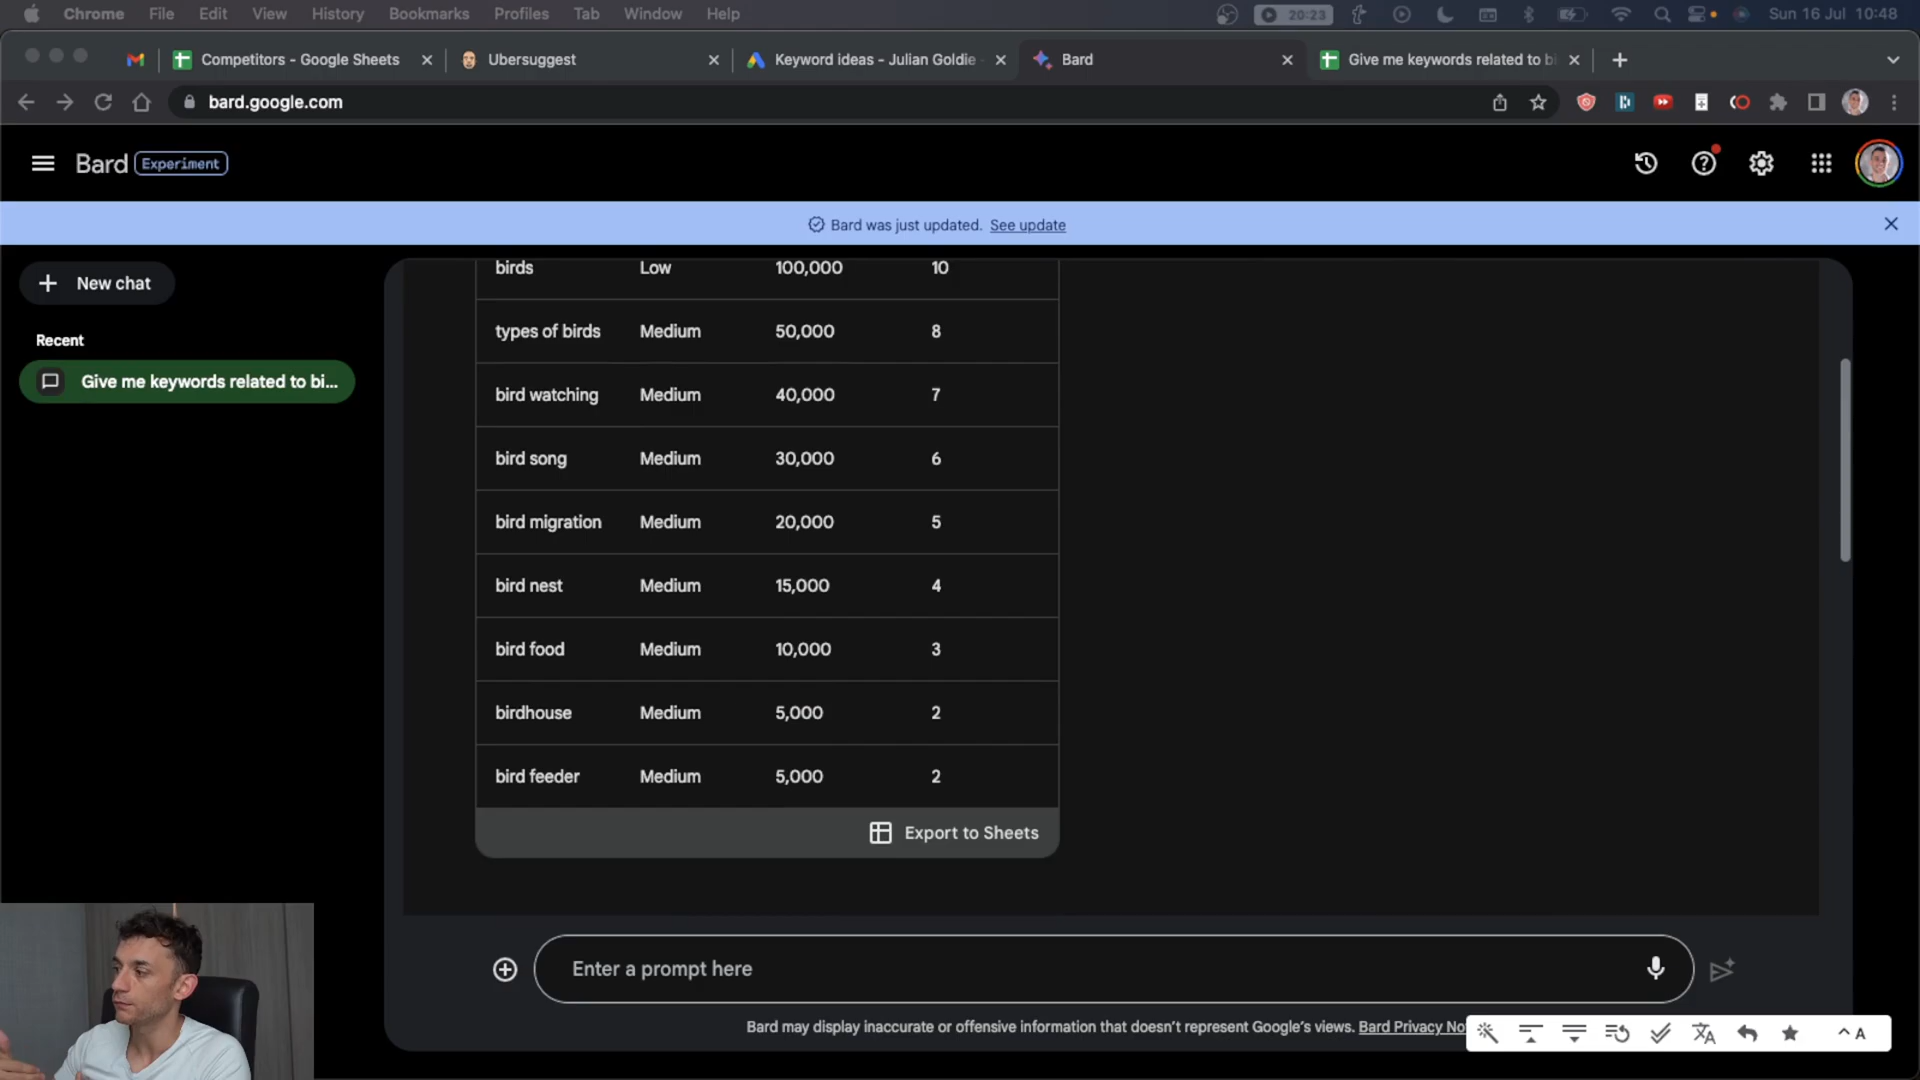 Chrome File Edit View History Bookmarks Profiles Tab Window Help 20:23 Sun 16 Jul 10:48
Competitors - Google Sheets Ubersuggest Keyword ideas - Julian Goldie Bard Give me keywords related to bi
bard.google.com
Bard Experiment
Bard was just updated. See update
New chat
Recent
Give me keywords related to bi...
birds Low 100,000 10
types of birds Medium 50,000 8
bird watching Medium 40,000 7
bird song Medium 30,000 6
bird migration Medium 20,000 5
bird nest Medium 15,000 4
bird food Medium 10,000 3
birdhouse Medium 5,000 2
bird feeder Medium 5,000 2
Export to Sheets
Enter a prompt here
Bard may display inaccurate or offensive information that doesn't represent Google's views. Bard Privacy No
A